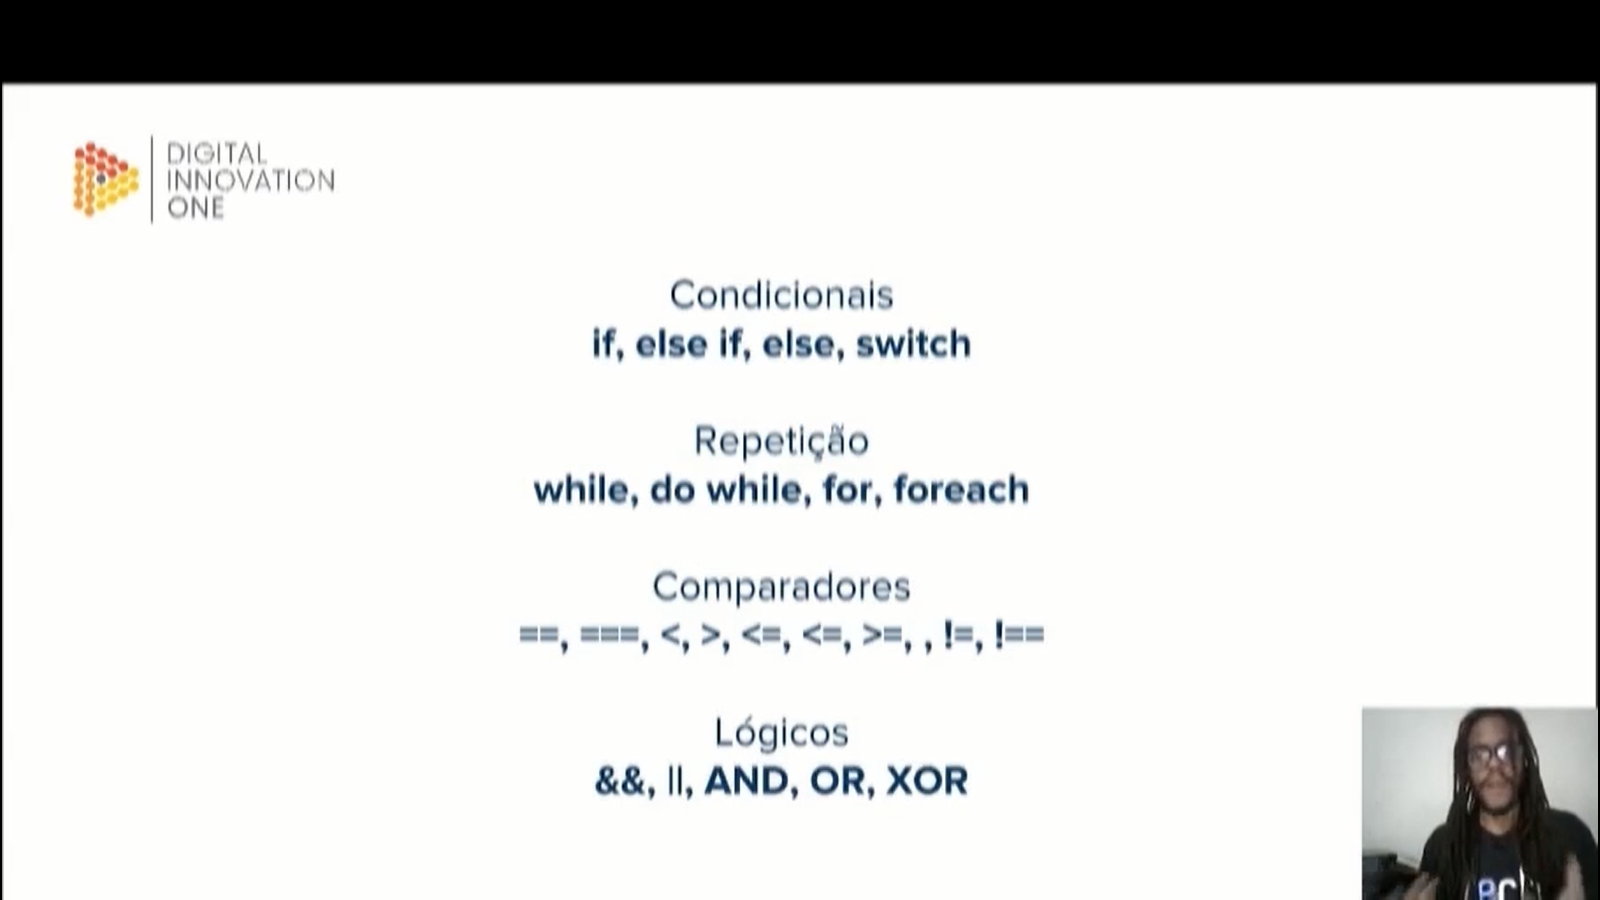 DIGITAL
INNOVATION
ONE
Condicionais
if, else if, else, switch
Repetição
while, do while, for, foreach
Comparadores
==, ===, <, >, <=, <=, >=, , !=, !==
Lógicos
&&, ||, AND, OR, XOR